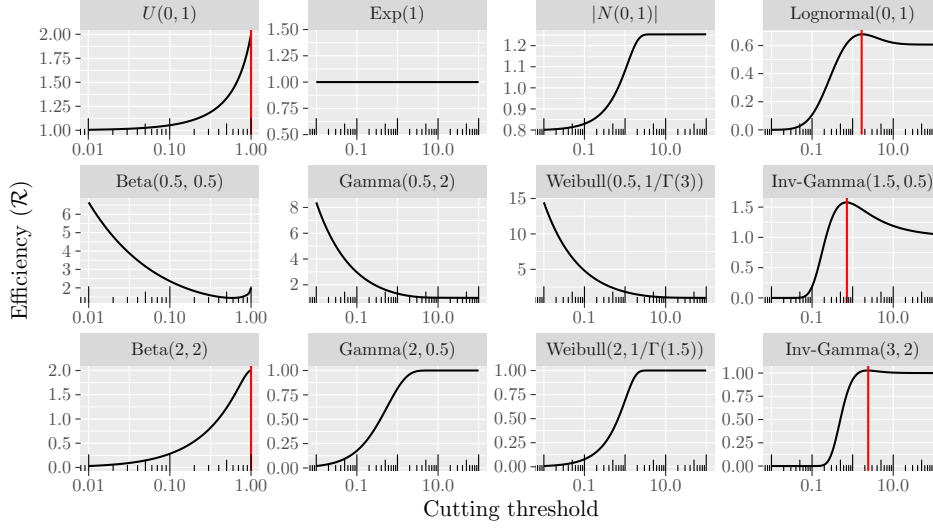 U(0,1) Exp(1) |N(0,1)| Lognormal(0,1)
2.00 1.75 1.50 1.25 1.00
1.50 1.25 1.00 0.75 0.50
1.2 1.1 1.0 0.9 0.8
0.6 0.4 0.2 0.0
0.01 0.10 1.00 0.1 10.0 0.1 10.0 0.1 10.0
Beta(0.5, 0.5) Gamma(0.5, 2) Weibull(0.5, 1/Γ(3)) Inv-Gamma(1.5, 0.5)
6 5 4 3 2
8 6 4 2
15 10 5
1.5 1.0 0.5 0.0
0.01 0.10 1.00 0.1 10.0 0.1 10.0 0.1 10.0
Beta(2, 2) Gamma(2, 0.5) Weibull(2, 1/Γ(1.5)) Inv-Gamma(3, 2)
2.0 1.5 1.0 0.5 0.0
1.00 0.75 0.50 0.25 0.00
1.00 0.75 0.50 0.25 0.00
1.00 0.75 0.50 0.25 0.00
0.01 0.10 1.00 0.1 10.0 0.1 10.0 0.1 10.0
Efficiency (ℛ)
Cutting threshold